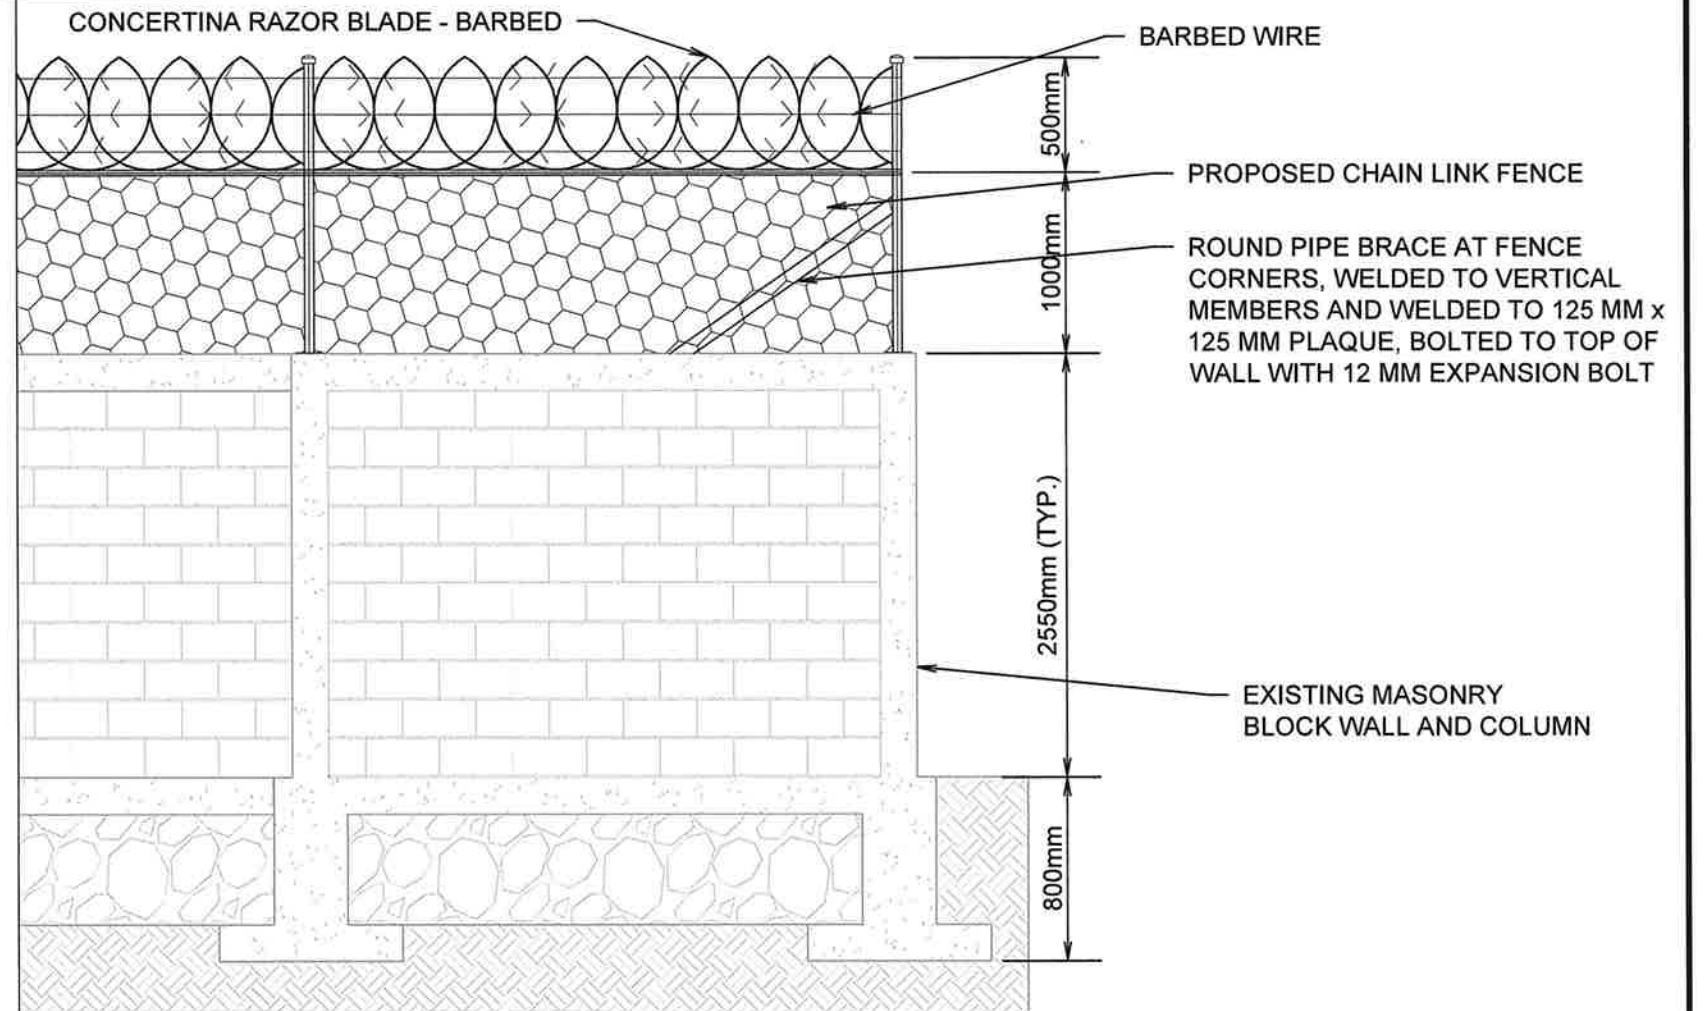 CONCERTINA RAZOR BLADE - BARBED
BARBED WIRE
500mm
PROPOSED CHAIN LINK FENCE
1000mm
ROUND PIPE BRACE AT FENCE
CORNERS, WELDED TO VERTICAL
MEMBERS AND WELDED TO 125 MM x
125 MM PLAQUE, BOLTED TO TOP OF
WALL WITH 12 MM EXPANSION BOLT
2550mm (TYP.)
EXISTING MASONRY
BLOCK WALL AND COLUMN
800mm